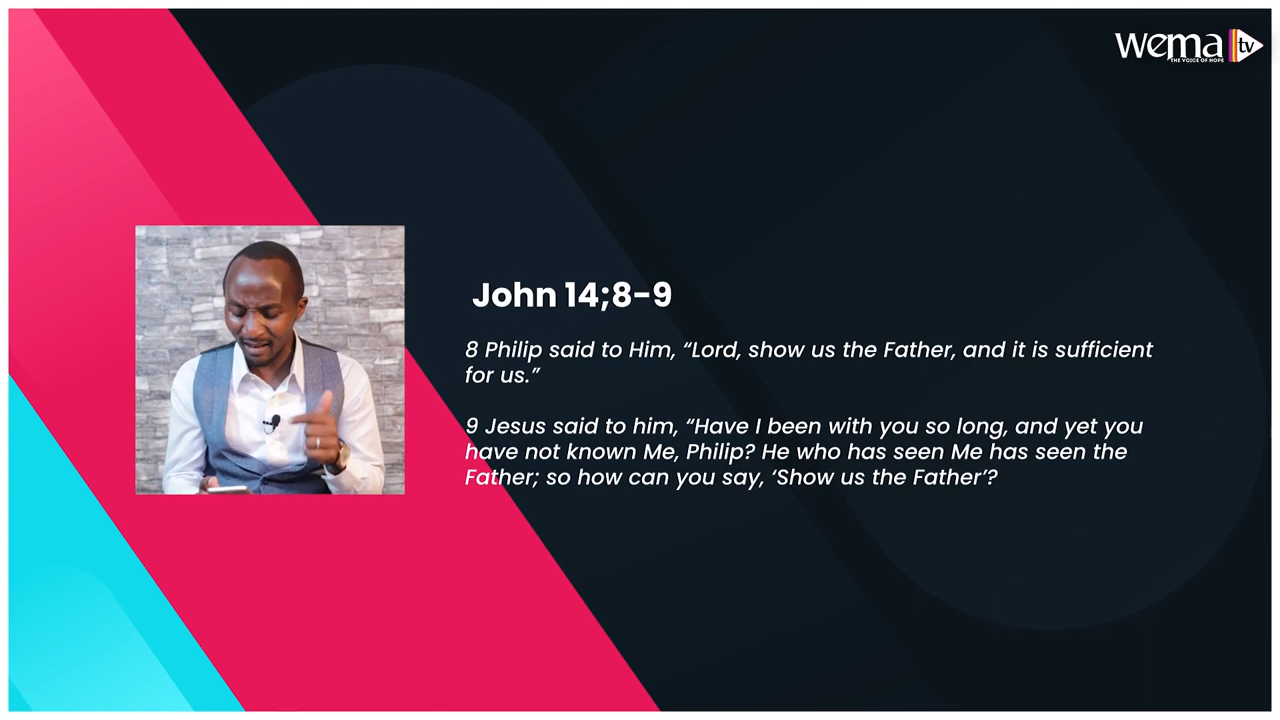 wema tv
THE VOICE OF HOPE
John 14;8-9
8 Philip said to Him, “Lord, show us the Father, and it is sufficient
for us.”
9 Jesus said to him, “Have I been with you so long, and yet you
have not known Me, Philip? He who has seen Me has seen the
Father; so how can you say, ‘Show us the Father’?